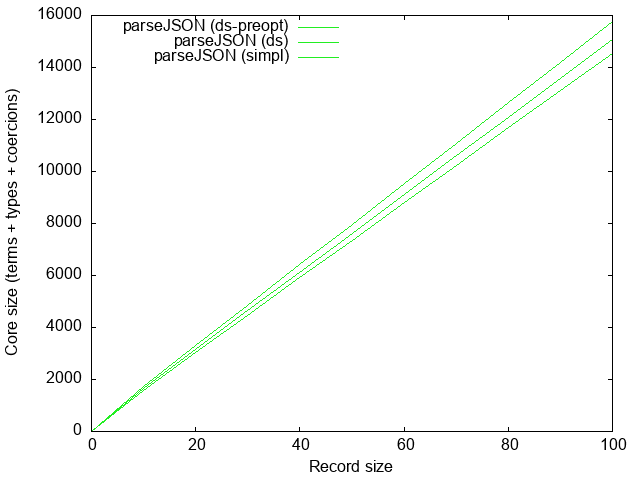 16000
14000
12000
10000
8000
6000
4000
2000
0
parseJSON (ds-preopt)
parseJSON (ds)
parseJSON (simpl)
Core size (terms + types + coercions)
0 20 40 60 80 100
Record size